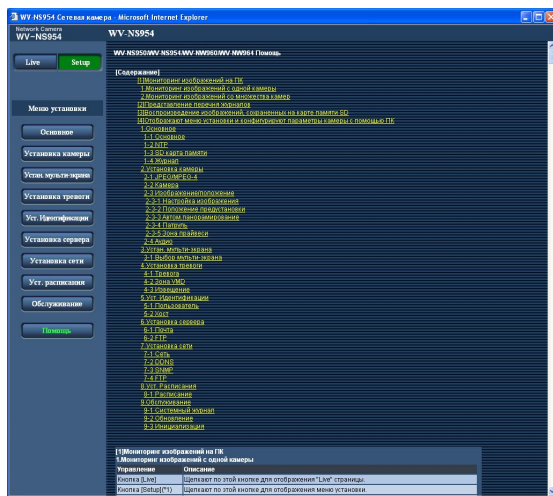 WV-NS954 Сетевая камера - Microsoft Internet Explorer
Network Camera
WV-NS954
WV-NS954
Live
Setup
Меню установки
Основное
Установка камеры
Устан. мульти-экрана
Установка тревоги
Уст. Идентификации
Установка сервера
Установка сети
Уст. расписания
Обслуживание
Помощь
WV-NS950/WV-NS954/WV-NW960/WV-NW964 Помощь
[Содержание]
[1]Мониторинг изображений на ПК
1.Мониторинг изображений с одной камеры
2.Мониторинг изображений со множества камер
[2]Представление перечня журналов
[3]Воспроизведение изображений, сохраненных на карте памяти SD
[4]Отображают меню установки и конфигурируют параметры камеры с помощью ПК
1.Основное
1-1 Основное
1-2 NTP
1-3 SD карта памяти
1-4 Журнал
2.Установка камеры
2-1 JPEG/MPEG-4
2-2 Камера
2-3 Изображение/положение
2-3-1 Настройка изображения
2-3-2 Положение предустановки
2-3-3 Автом.панорамирование
2-3-4 Патруль
2-3-5 Зона прайвеси
2-4 Аудио
3.Устан. мульти-экрана
3-1 Выбор мульти-экрана
4.Установка тревоги
4-1 Тревога
4-2 Зона VMD
4-3 Извещение
5.Уст. Идентификации
5-1 Пользователь
5-2 Хост
6.Установка сервера
6-1 Почта
6-2 FTP
7.Установка сети
7-1 Сеть
7-2 DDNS
7-3 SNMP
7-4 FTP
8.Уст. Расписания
8-1 Расписание
9.Обслуживание
9-1 Системный журнал
9-2 Обновление
9-3 Инициализация
[1]Мониторинг изображений на ПК
1.Мониторинг изображений с одной камеры
Управление Описание
Кнопка [Live] Щелкают по этой кнопке для отображения "Live" страницы.
Кнопка [Setup](*1) Щелкают по этой кнопке для отображения меню установки.